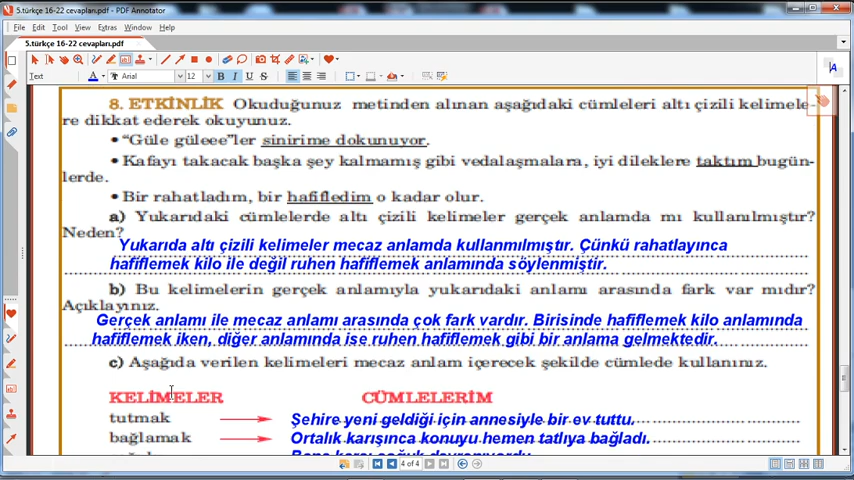 5.türkçe 16-22 cevapları.pdf - PDF Annotator
File Edit Tool View Extras Window Help
5.türkçe 16-22 cevapları.pdf
Text Arial 12 B I U S
8. ETKİNLİK Okuduğunuz metinden alınan aşağıdaki cümleleri altı çizili kelimele-
re dikkat ederek okuyunuz.
• “Güle güleee”ler sinirime dokunuyor.
• Kafayı takacak başka şey kalmamış gibi vedalaşmalara, iyi dileklere taktım bugün-
lerde.
• Bir rahatladım, bir hafifledim o kadar olur.
a) Yukarıdaki cümlelerde altı çizili kelimeler gerçek anlamda mı kullanılmıştır?
Neden?
Yukarıda altı çizili kelimeler mecaz anlamda kullanmılmıştır. Çünkü rahatlayınca
hafiflemek kilo ile değil ruhen hafiflemek anlamında söylenmiştir.
b) Bu kelimelerin gerçek anlamıyla yukarıdaki anlamı arasında fark var mıdır?
Açıklayınız.
Gerçek anlamı ile mecaz anlamı arasında çok fark vardır. Birisinde hafiflemek kilo anlamında
hafiflemek iken, diğer anlamında ise ruhen hafiflemek gibi bir anlama gelmektedir.
c) Aşağıda verilen kelimeleri mecaz anlam içerecek şekilde cümlede kullanınız.
KELİMELER CÜMLELERİM
tutmak Şehire yeni geldiği için annesiyle bir ev tuttu.
bağlamak Ortalık karışınca konuyu hemen tatlıya bağladı.
4 of 4